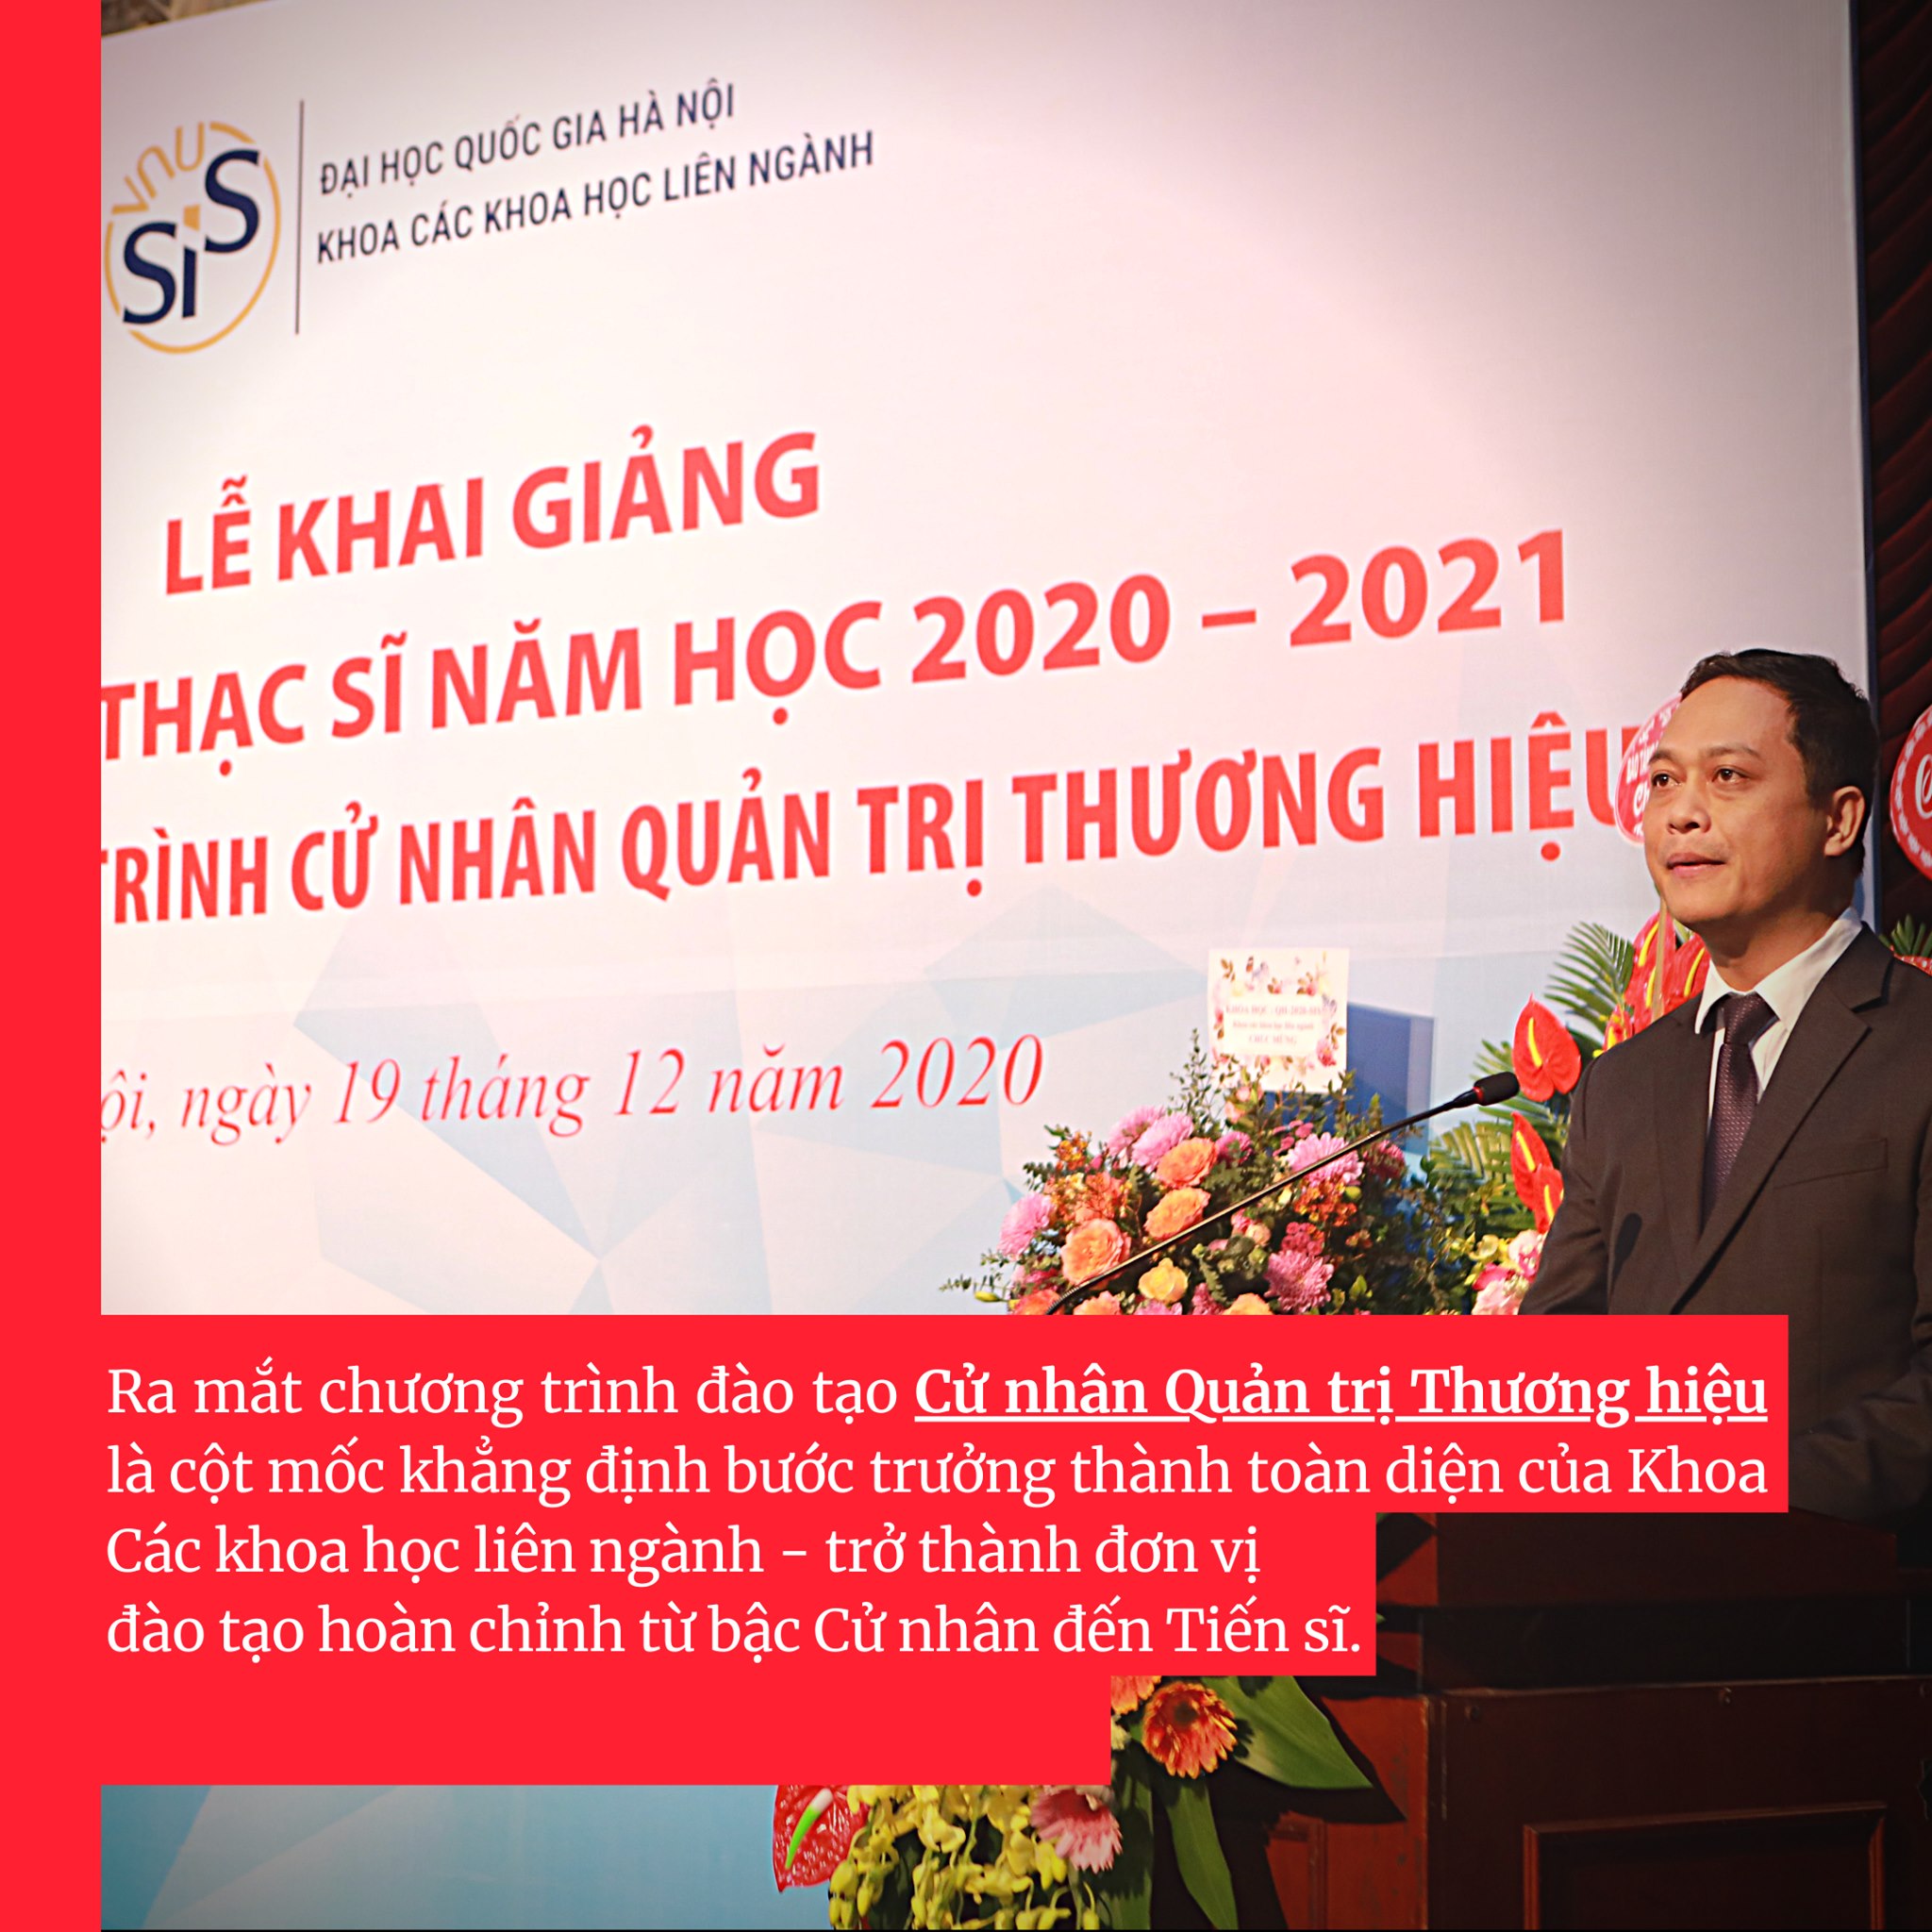 VNU
SiS
ĐẠI HỌC QUỐC GIA HÀ NỘI
KHOA CÁC KHOA HỌC LIÊN NGÀNH
LỄ KHAI GIẢNG
THẠC SĨ NĂM HỌC 2020 – 2021
TRÌNH CỬ NHÂN QUẢN TRỊ THƯƠNG HIỆU
ội, ngày 19 tháng 12 năm 2020
CHÚC MỪNG
Ra mắt chương trình đào tạo Cử nhân Quản trị Thương hiệu
là cột mốc khẳng định bước trưởng thành toàn diện của Khoa
Các khoa học liên ngành - trở thành đơn vị
đào tạo hoàn chỉnh từ bậc Cử nhân đến Tiến sĩ.